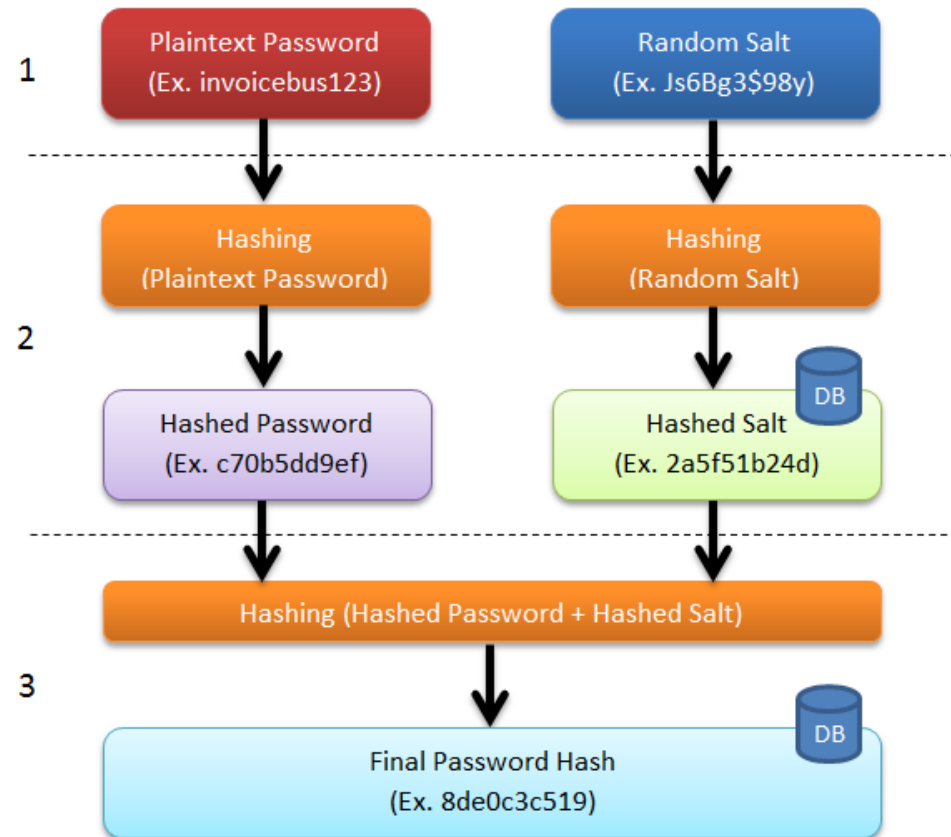 1
Plaintext Password
(Ex. invoicebus123)
Random Salt
(Ex. Js6Bg3$98y)
2
Hashing
(Plaintext Password)
Hashing
(Random Salt)
Hashed Password
(Ex. c70b5dd9ef)
DB
Hashed Salt
(Ex. 2a5f51b24d)
3
Hashing (Hashed Password + Hashed Salt)
DB
Final Password Hash
(Ex. 8de0c3c519)